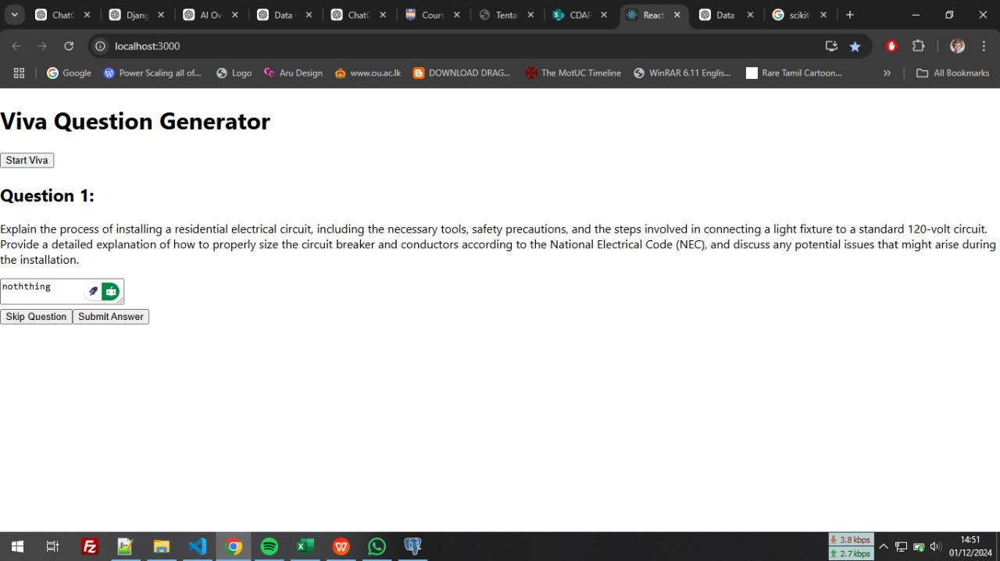 ChatG
Djang
AI Ov
Data
ChatG
Cours
Tenta
CDAP
React
Data
scikit
localhost:3000
Google
Power Scaling all of...
Logo
Aru Design
www.ou.ac.lk
DOWNLOAD DRAG...
The MotUC Timeline
WinRAR 6.11 Englis...
Rare Tamil Cartoon...
»
All Bookmarks
Viva Question Generator
Start Viva
Question 1:
Explain the process of installing a residential electrical circuit, including the necessary tools, safety precautions, and the steps involved in connecting a light fixture to a standard 120-volt circuit.
Provide a detailed explanation of how to properly size the circuit breaker and conductors according to the National Electrical Code (NEC), and discuss any potential issues that might arise during
the installation.
noththing
Skip Question
Submit Answer
3.8 kbps
2.7 kbps
14:51
01/12/2024